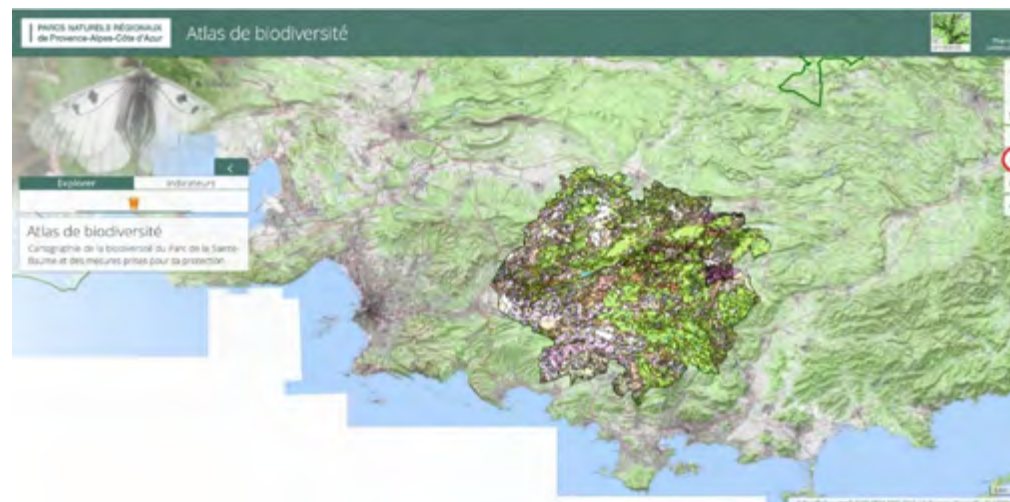 PARCS NATURELS RÉGIONAUX
de Provence-Alpes-Côte d'Azur
Atlas de biodiversité
Explorer
Indicateurs
Atlas de biodiversité
Cartographie de la biodiversité du Parc de la Sainte-
Baume et des mesures prises pour sa protection